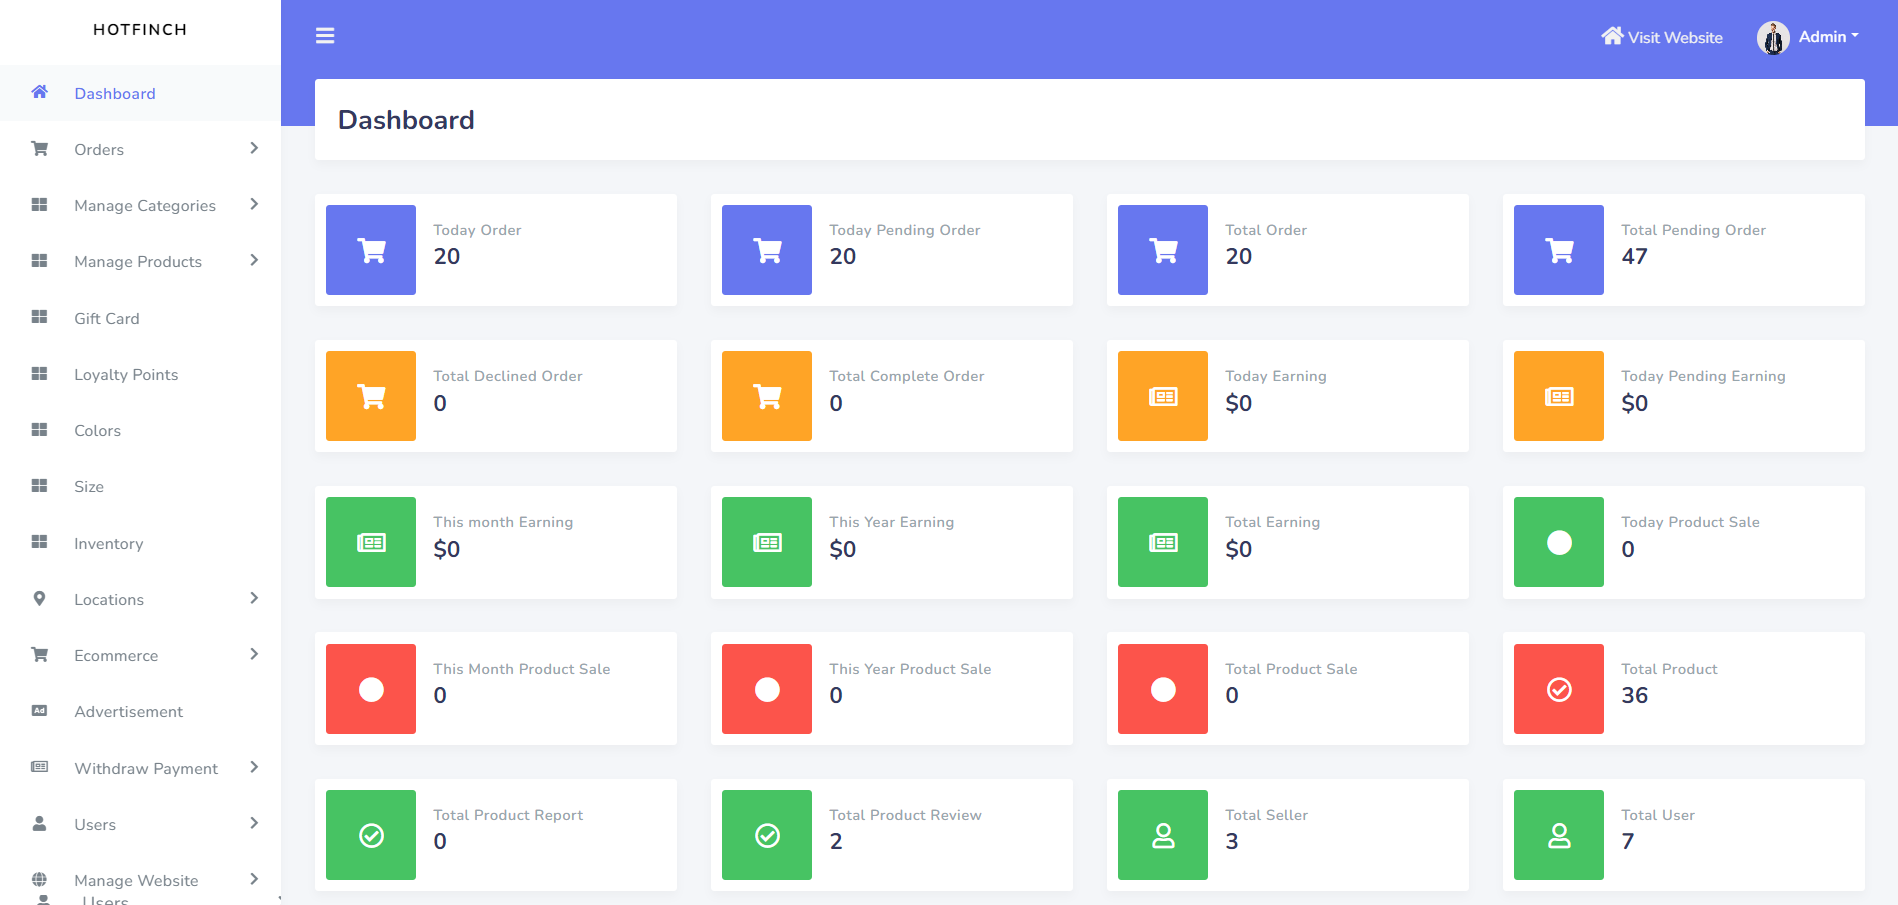 HOTFINCH
Visit Website
Admin
Dashboard
Orders
Manage Categories
Manage Products
Gift Card
Loyalty Points
Colors
Size
Inventory
Locations
Ecommerce
Ad
Advertisement
Withdraw Payment
Users
Manage Website
Users
Dashboard
Today Order
20
Today Pending Order
20
Total Order
20
Total Pending Order
47
Total Declined Order
0
Total Complete Order
0
Today Earning
$0
Today Pending Earning
$0
This month Earning
$0
This Year Earning
$0
Total Earning
$0
Today Product Sale
0
This Month Product Sale
0
This Year Product Sale
0
Total Product Sale
0
Total Product
36
Total Product Report
0
Total Product Review
2
Total Seller
3
Total User
7